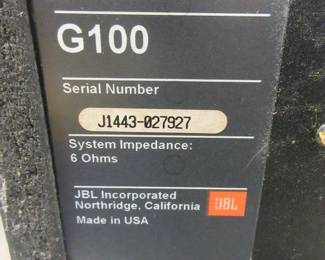 G100
Serial Number
J1443-027927
System Impedance:
6 Ohms
JBL Incorporated
Northridge, California
Made in USA
JBL